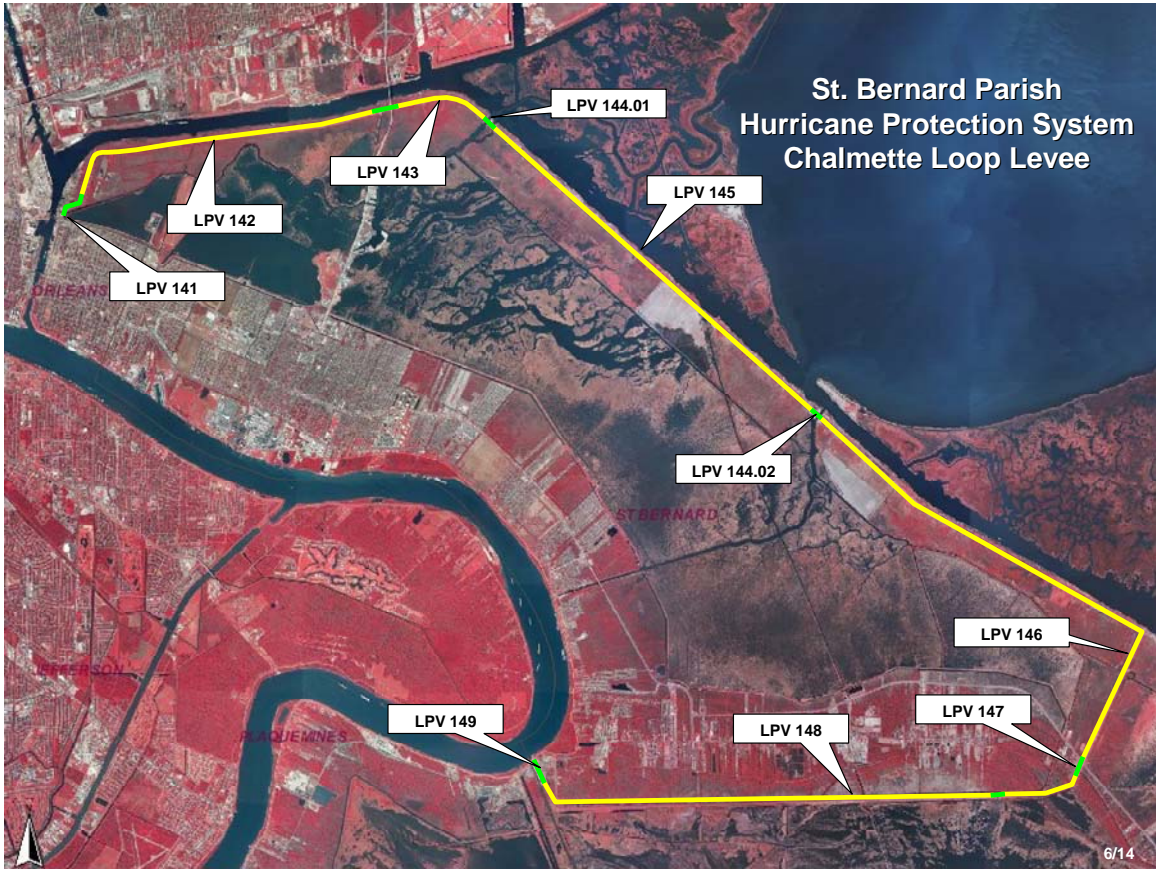 St. Bernard Parish
Hurricane Protection System
Chalmette Loop Levee
LPV 144.01
LPV 143
LPV 145
LPV 142
LPV 141
ORLEANS
LPV 144.02
ST BERNARD
LPV 146
JEFFERSON
LPV 149
LPV 147
PLAQUEMINES
LPV 148
6/14